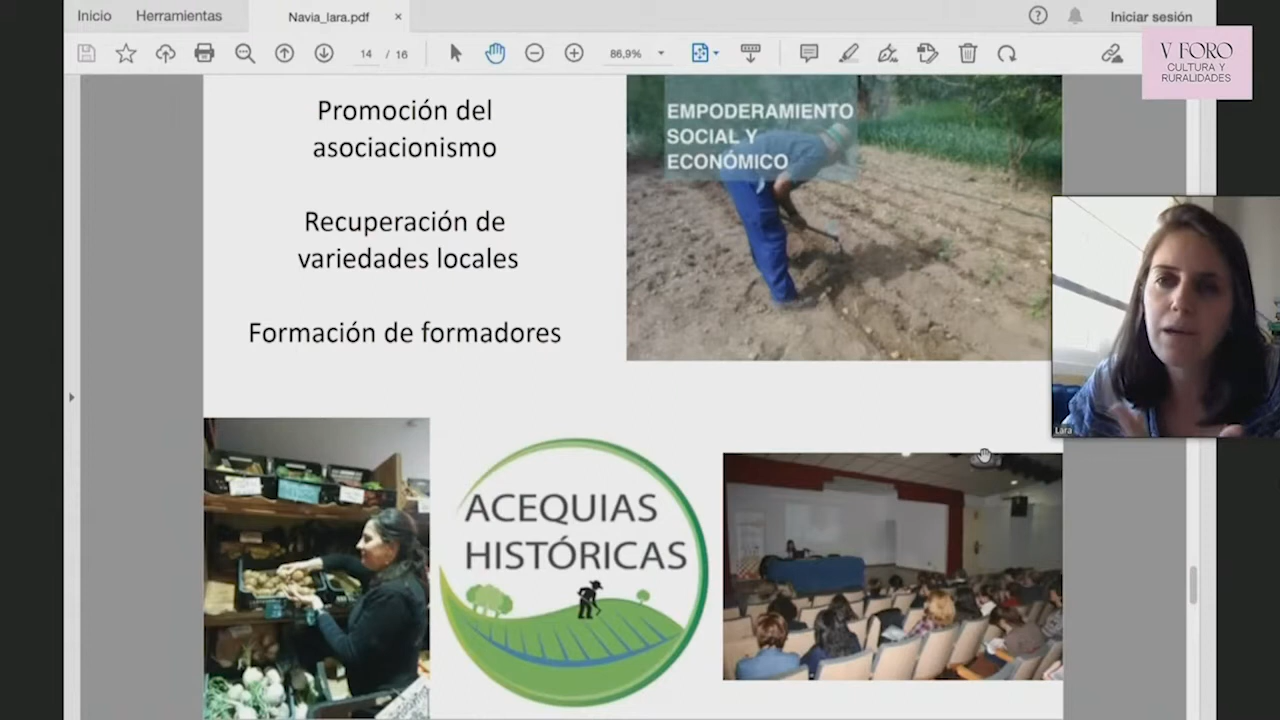 Inicio
Herramientas
Navia_lara.pdf
×
Iniciar sesión
14 / 16
86,9%
V FORO
CULTURA Y
RURALIDADES
Promoción del
asociacionismo
Recuperación de
variedades locales
Formación de formadores
EMPODERAMIENTO
SOCIAL Y
ECONÓMICO
Lara
ACEQUIAS
HISTÓRICAS